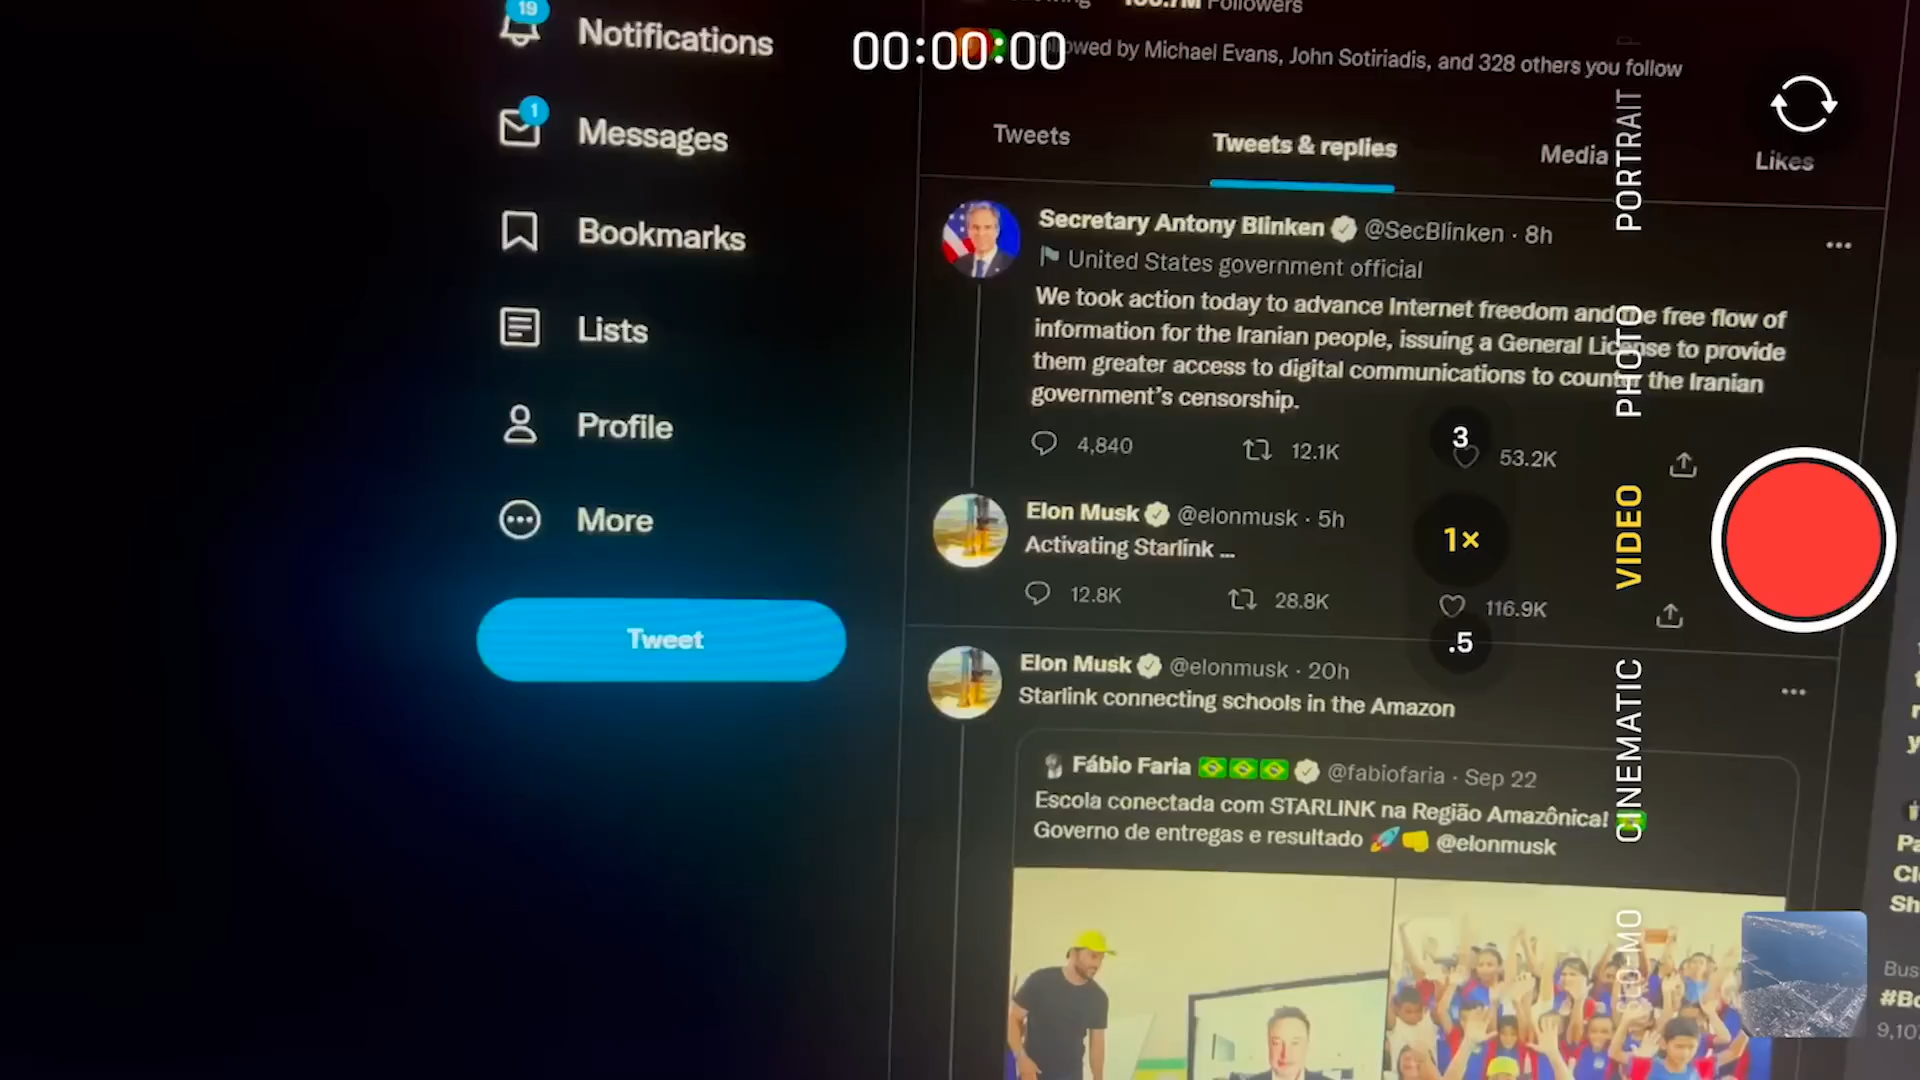 19
Notifications
1
Messages
Bookmarks
Lists
Profile
More
Tweet
00:00:00
Followers
Followed by Michael Evans, John Sotiriadis, and 328 others you follow
Tweets
Tweets & replies
Media
Likes
Secretary Antony Blinken @SecBlinken · 8h
United States government official
We took action today to advance Internet freedom and the free flow of
information for the Iranian people, issuing a General License to provide
them greater access to digital communications to counter the Iranian
government's censorship.
4,840
12.1K
53.2K
Elon Musk @elonmusk · 5h
Activating Starlink ...
12.8K
28.8K
116.9K
Elon Musk @elonmusk · 20h
Starlink connecting schools in the Amazon
Fábio Faria @fabiofaria · Sep 22
Escola conectada com STARLINK na Região Amazônica!
Governo de entregas e resultado @elonmusk
3
1×
.5
PORTRAIT
PHOTO
VIDEO
CINEMATIC
SLO-MO